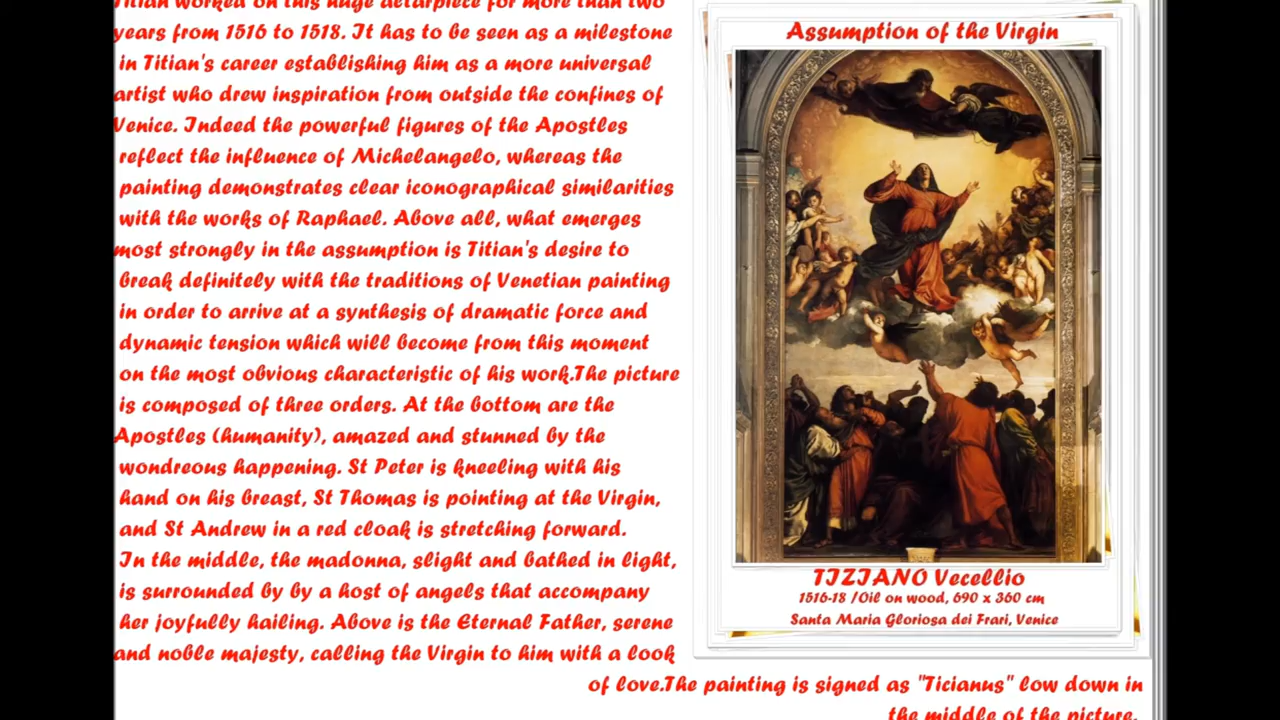 Titian worked on this huge altarpiece for more than two
years from 1516 to 1518. It has to be seen as a milestone
in Titian's career establishing him as a more universal
artist who drew inspiration from outside the confines of
Venice. Indeed the powerful figures of the Apostles
reflect the influence of Michelangelo, whereas the
painting demonstrates clear iconographical similarities
with the works of Raphael. Above all, what emerges
most strongly in the assumption is Titian's desire to
break definitely with the traditions of Venetian painting
in order to arrive at a synthesis of dramatic force and
dynamic tension which will become from this moment
on the most obvious characteristic of his work.The picture
is composed of three orders. At the bottom are the
Apostles (humanity), amazed and stunned by the
wondreous happening. St Peter is kneeling with his
hand on his breast, St Thomas is pointing at the Virgin,
and St Andrew in a red cloak is stretching forward.
In the middle, the madonna, slight and bathed in light,
is surrounded by by a host of angels that accompany
her joyfully hailing. Above is the Eternal Father, serene
and noble majesty, calling the Virgin to him with a look
of love.The painting is signed as "Ticianus" low down in
the middle of the picture.
Assumption of the Virgin
TIZIANO Vecellio
1516-18 /Oil on wood, 690 x 360 cm
Santa Maria Gloriosa dei Frari, Venice